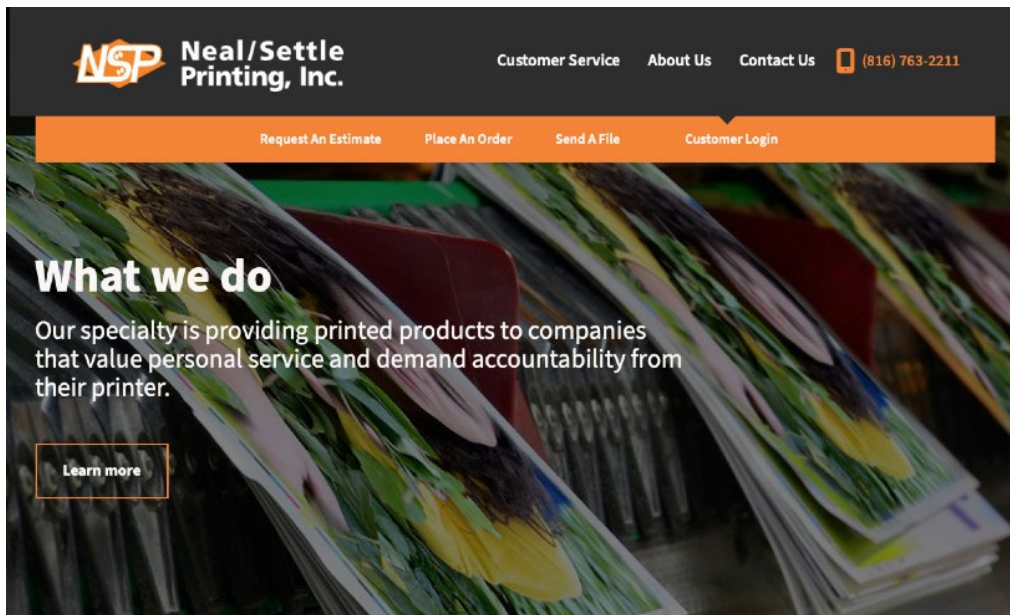 NSP
Neal/Settle
Printing, Inc.
Customer Service About Us Contact Us (816) 763-2211
Request An Estimate Place An Order Send A File Customer Login
What we do
Our specialty is providing printed products to companies
that value personal service and demand accountability from
their printer.
Learn more